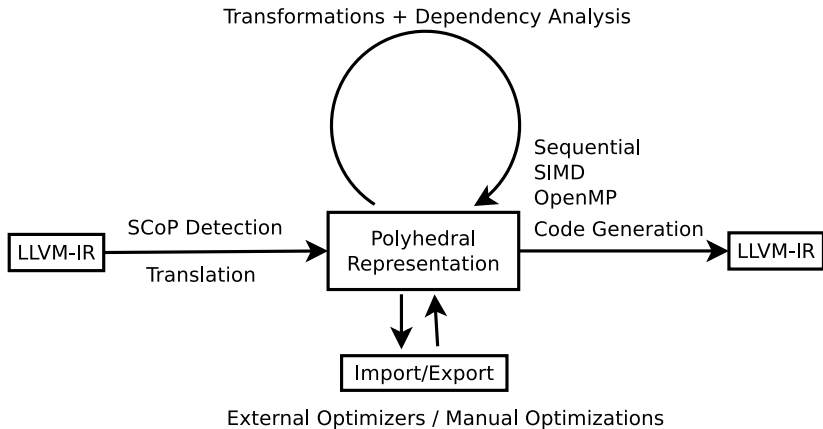 Transformations + Dependency Analysis
Sequential
SIMD
OpenMP
SCoP Detection
Code Generation
LLVM-IR
Polyhedral
Representation
LLVM-IR
Translation
Import/Export
External Optimizers / Manual Optimizations